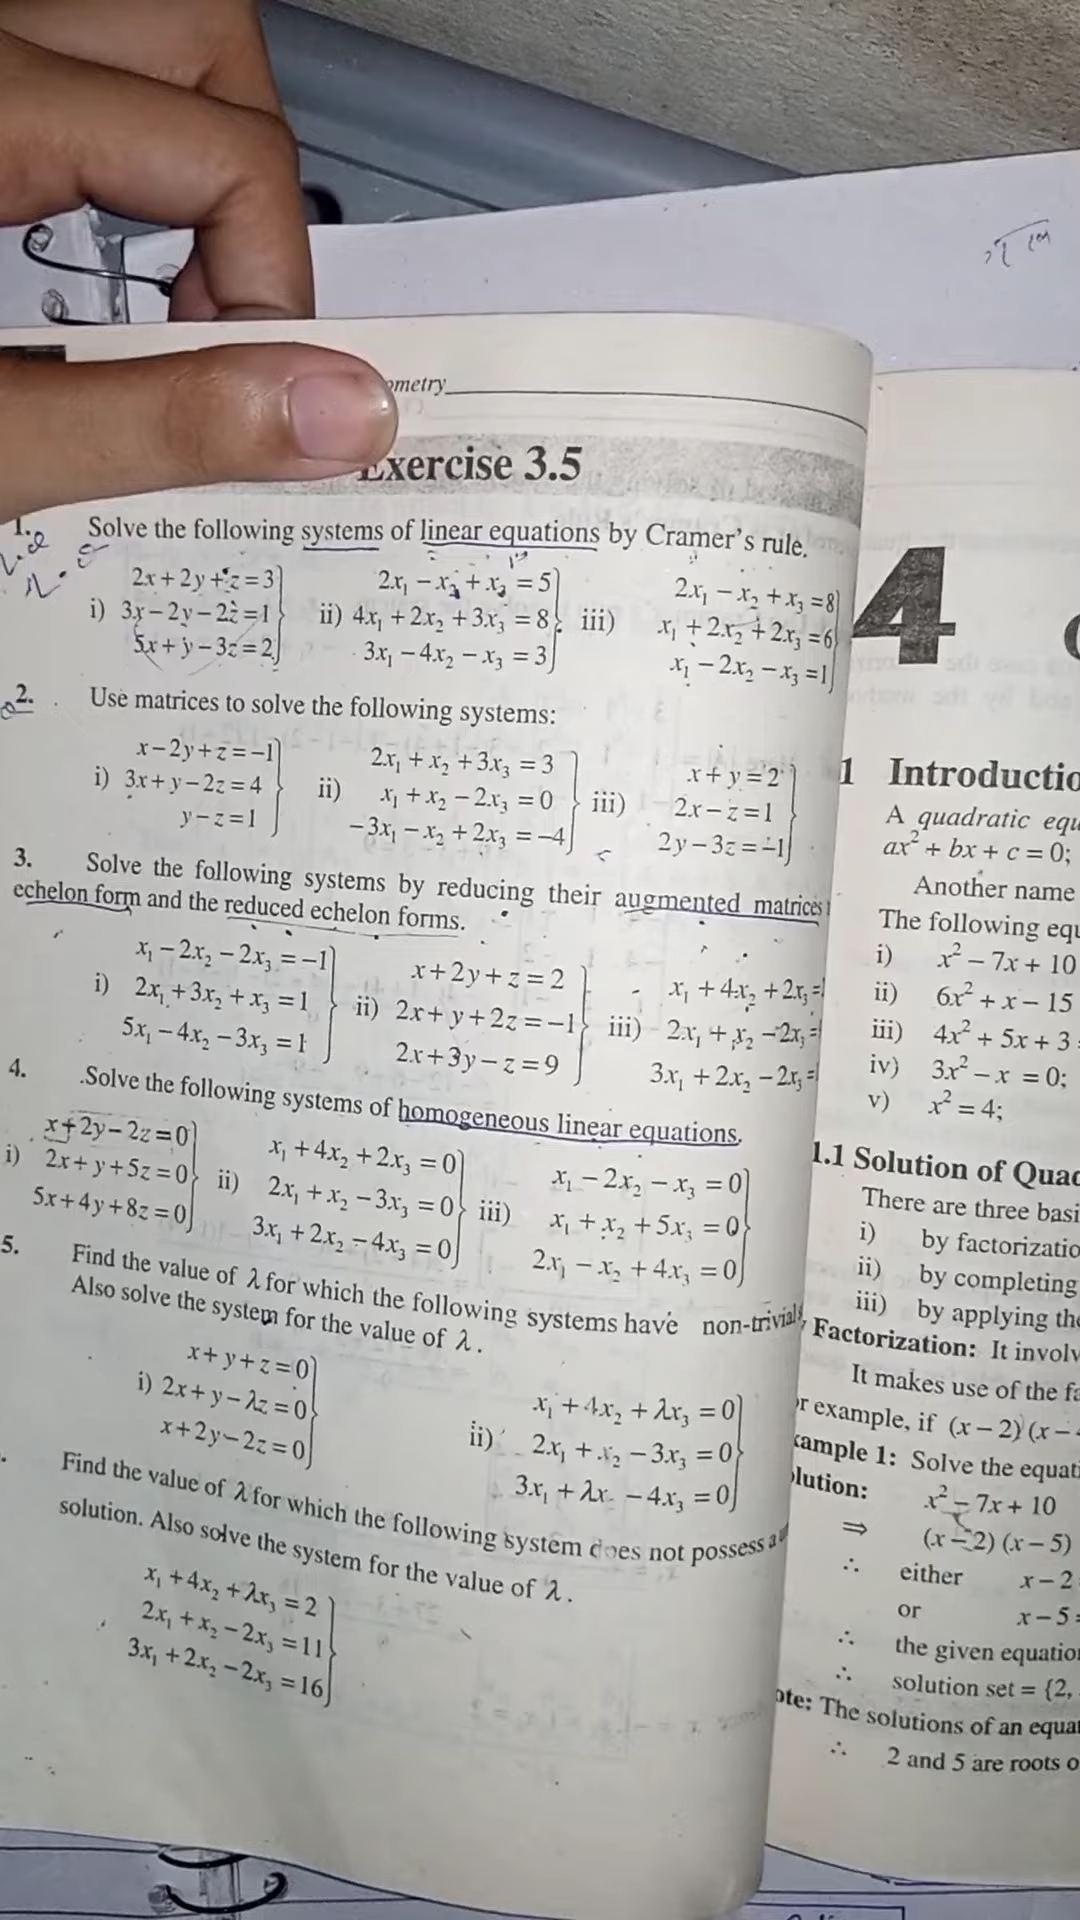 ometry
Exercise 3.5
1. Solve the following systems of linear equations by Cramer's rule.
i) 2x + 2y + z = 3
3x − 2y − 2z = 1
5x + y − 3z = 2
ii) 2x₁ − x₂ + x₃ = 5
4x₁ + 2x₂ + 3x₃ = 8
3x₁ − 4x₂ − x₃ = 3
iii) 2x₁ − x₂ + x₃ = 8
x₁ + 2x₂ + 2x₃ = 6
x₁ − 2x₂ − x₃ = 1
2. Use matrices to solve the following systems:
i) x − 2y + z = −1
3x + y − 2z = 4
y − z = 1
ii) 2x₁ + x₂ + 3x₃ = 3
x₁ + x₂ − 2x₃ = 0
−3x₁ − x₂ + 2x₃ = −4
iii) x + y = 2
2x − z = 1
2y − 3z = −1
3. Solve the following systems by reducing their augmented matrices
echelon form and the reduced echelon forms.
i) x₁ − 2x₂ − 2x₃ = −1
2x₁ + 3x₂ + x₃ = 1
5x₁ − 4x₂ − 3x₃ = 1
ii) x + 2y + z = 2
2x + y + 2z = −1
2x + 3y − z = 9
iii) x₁ + 4x₂ + 2x₃ =
2x₁ + x₂ − 2x₃ =
3x₁ + 2x₂ − 2x₃ =
4. Solve the following systems of homogeneous linear equations.
i) x + 2y − 2z = 0
2x + y + 5z = 0
5x + 4y + 8z = 0
ii) x₁ + 4x₂ + 2x₃ = 0
2x₁ + x₂ − 3x₃ = 0
3x₁ + 2x₂ − 4x₃ = 0
iii) x₁ − 2x₂ − x₃ = 0
x₁ + x₂ + 5x₃ = 0
2x₁ − x₂ + 4x₃ = 0
5. Find the value of λ for which the following systems have non-trivial
Also solve the system for the value of λ.
i) x + y + z = 0
2x + y − λz = 0
x + 2y − 2z = 0
ii) x₁ + 4x₂ + λx₃ = 0
2x₁ + x₂ − 3x₃ = 0
3x₁ + λx − 4x₃ = 0
Find the value of λ for which the following system does not possess a
solution. Also solve the system for the value of λ.
x₁ + 4x₂ + λx₃ = 2
2x₁ + x₂ − 2x₃ = 11
3x₁ + 2x₂ − 2x₃ = 16
4
1 Introductio
A quadratic equ
ax² + bx + c = 0;
Another name
The following equ
i) x² − 7x + 10
ii) 6x² + x − 15
iii) 4x² + 5x + 3
iv) 3x² − x = 0;
v) x² = 4;
1.1 Solution of Quad
There are three basi
i) by factorizatio
ii) by completing
iii) by applying the
Factorization: It involv
It makes use of the fa
or example, if (x − 2)(x −
xample 1: Solve the equati
lution: x² − 7x + 10
⇒ (x − 2) (x − 5)
∴ either x − 2
or x − 5 =
∴ the given equation
∴ solution set = {2,
ote: The solutions of an equat
∴ 2 and 5 are roots o